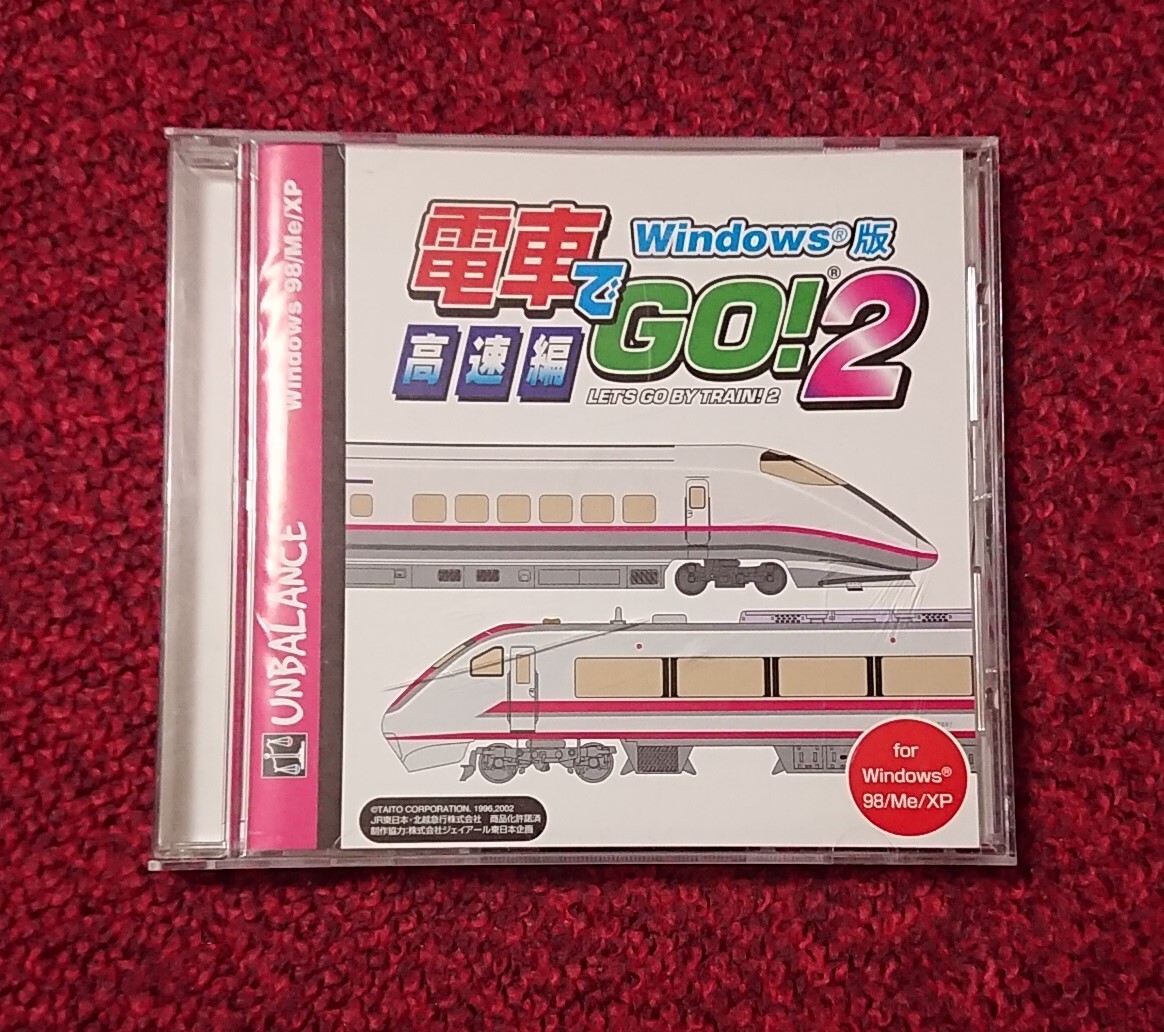 Windows 98/Me/XP
UNBALANCE
電車で
Windows®版
GO!®2
高速編
LET'S GO BY TRAIN! 2
for
Windows®
98/Me/XP
©TAITO CORPORATION. 1996,2002
JR東日本・北越急行株式会社 商品化許諾済
制作協力:株式会社ジェイアール東日本企画